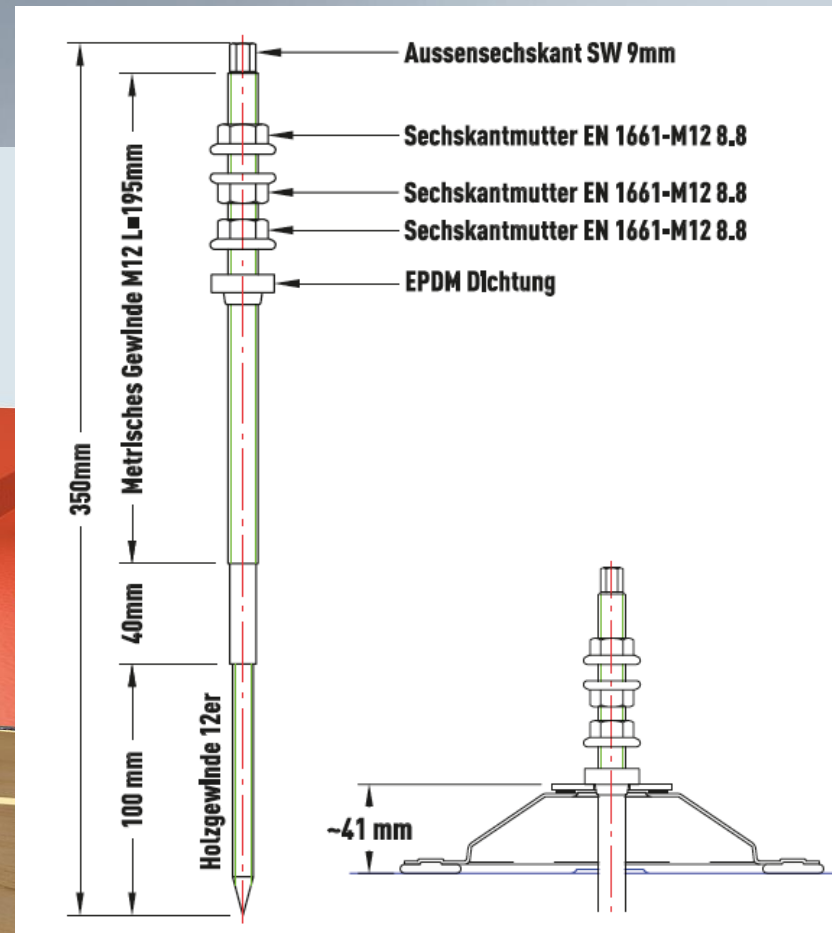 Aussensechskant SW 9mm
Sechskantmutter EN 1661-M12 8.8
Sechskantmutter EN 1661-M12 8.8
Sechskantmutter EN 1661-M12 8.8
EPDM Dichtung
350mm
Metrisches Gewinde M12 L=195mm
40mm
100 mm
Holzgewinde 12er
~41 mm